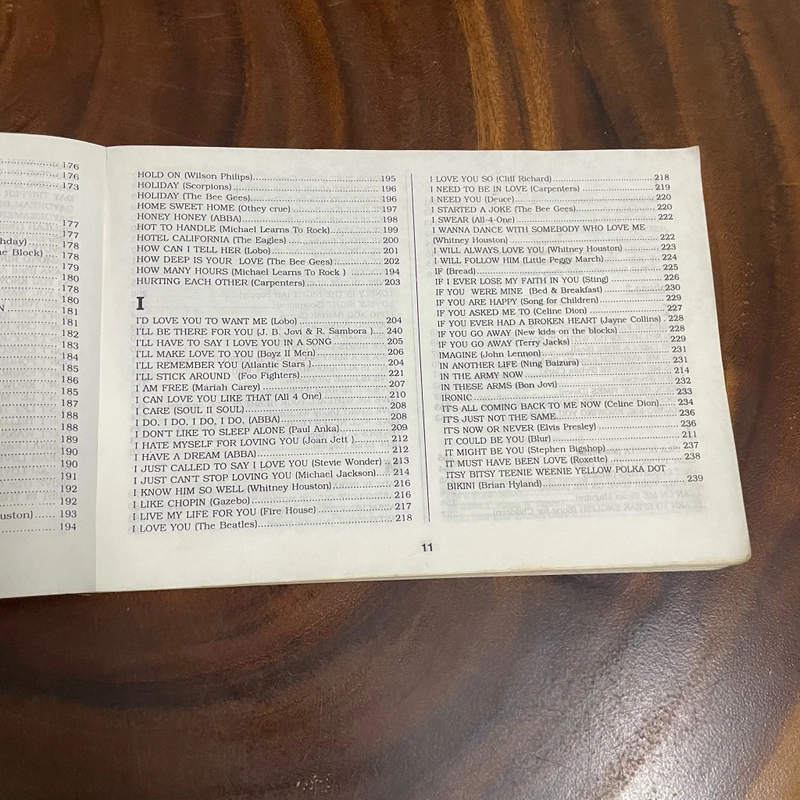 176
176
173
177
177
hday) 178
ne Block) 178
179
180
178
180
N 181
181
182
183
184
185
186
185
187
188
188
189
190
190
191
192
192
ouston) 193
194
HOLD ON (Wilson Philips) 195
HOLIDAY (Scorpions) 196
HOLIDAY (The Bee Gees) 196
HOME SWEET HOME (Othey crue) 197
HONEY HONEY (ABBA) 198
HOT TO HANDLE (Michael Learns To Rock) 199
HOTEL CALIFORNIA (The Eagles) 200
HOW CAN I TELL HER (Lobo) 201
HOW DEEP IS YOUR LOVE (The Bee Gees) 202
HOW MANY HOURS (Michael Learns To Rock ) 194
HURTING EACH OTHER (Carpenters) 203
I
I'D LOVE YOU TO WANT ME (Lobo) 204
I'LL BE THERE FOR YOU (J. B. Jovi & R. Sambora ) 240
I'LL HAVE TO SAY I LOVE YOU IN A SONG 205
I'LL MAKE LOVE TO YOU (Boyz II Men) 206
I'LL REMEMBER YOU (Atlantic Stars ) 204
I'LL STICK AROUND (Foo Fighters) 221
I AM FREE (Mariah Carey) 207
I CAN LOVE YOU LIKE THAT (All 4 One) 210
I CARE (SOUL II SOUL) 208
I DO, I DO, I DO, I DO, (ABBA) 208
I DON'T LIKE TO SLEEP ALONE (Paul Anka) 209
I HATE MYSELF FOR LOVING YOU (Joan Jett ) 212
I HAVE A DREAM (ABBA) 212
I JUST CALLED TO SAY I LOVE YOU (Stevie Wonder) .. 213
I JUST CAN'T STOP LOVING YOU (Michael Jackson) 214
I KNOW HIM SO WELL (Whitney Houston) 216
I LIKE CHOPIN (Gazebo) 216
I LIVE MY LIFE FOR YOU (Fire House) 217
I LOVE YOU (The Beatles) 218
I LOVE YOU SO (Cliff Richard) 218
I NEED TO BE IN LOVE (Carpenters) 219
I NEED YOU (Deuce) 220
I STARTED A JOKE (The Bee Gees) 220
I SWEAR (All-4-One) 222
I WANNA DANCE WITH SOMEBODY WHO LOVE ME
(Whitney Houston) 222
I WILL ALWAYS LOVE YOU (Whitney Houston) 223
I WILL FOLLOW HIM (Little Peggy March) 224
IF (Bread) 225
IF I EVER LOSE MY FAITH IN YOU (Sting) 226
IF YOU WERE MINE (Bed & Breakfast) 230
IF YOU ARE HAPPY (Song for Children) 229
IF YOU ASKED ME TO (Celine Dion) 227
IF YOU EVER HAD A BROKEN HEART (Jayne Collins) 228
IF YOU GO AWAY (New kids on the blocks) 228
IF YOU GO AWAY (Terry Jacks) 229
IMAGINE (John Lennon) 231
IN ANOTHER LIFE (Ning Baizura) 231
IN THE ARMY NOW 214
IN THESE ARMS (Bon Jovi) 232
IRONIC 233
IT'S ALL COMING BACK TO ME NOW (Celine Dion) 234
IT'S JUST NOT THE SAME 236
IT'S NOW OR NEVER (Elvis Presley) 236
IT COULD BE YOU (Blur) 211
IT MIGHT BE YOU (Stephen Bigshop) 237
IT MUST HAVE BEEN LOVE (Roxette) 238
ITSY BITSY TEENIE WEENIE YELLOW POLKA DOT
BIKINI (Brian Hyland) 239
11